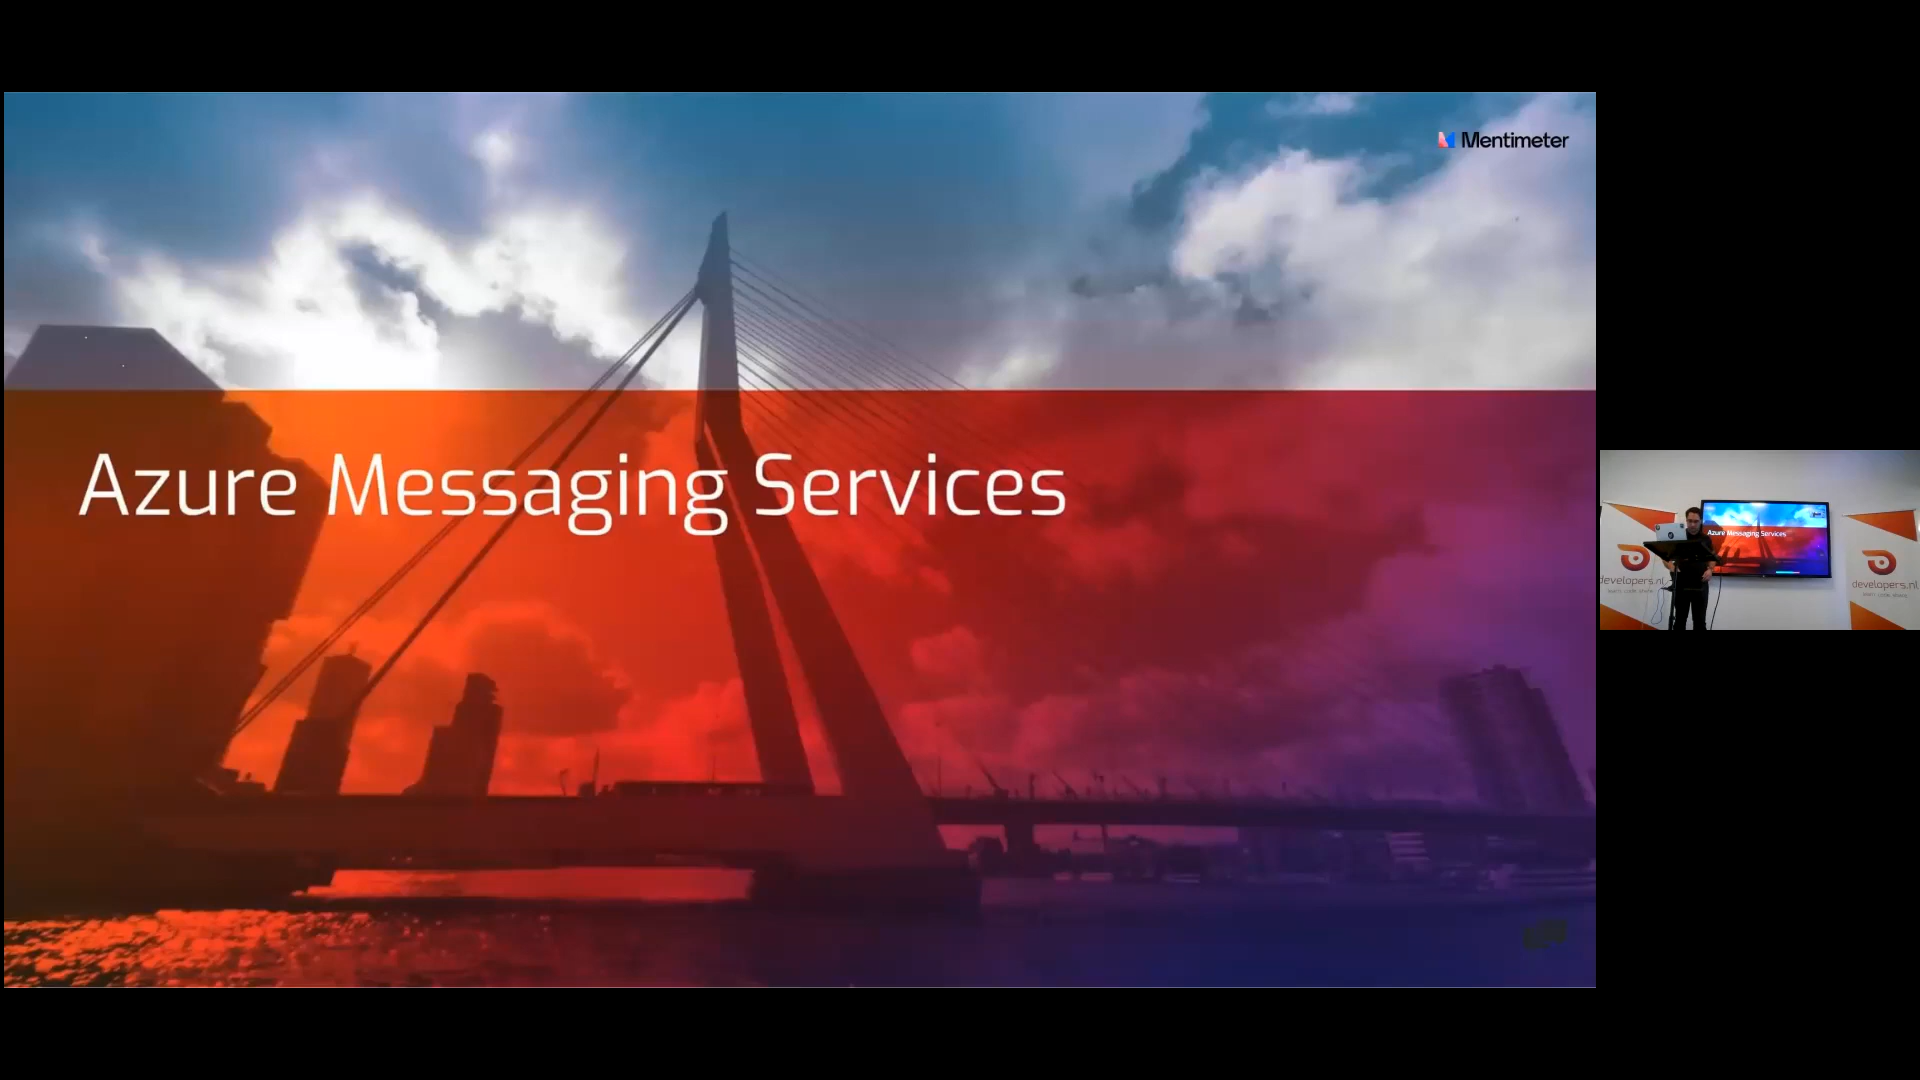 Mentimeter
Azure Messaging Services
Azure Messaging Services
developers.nl
developers.nl